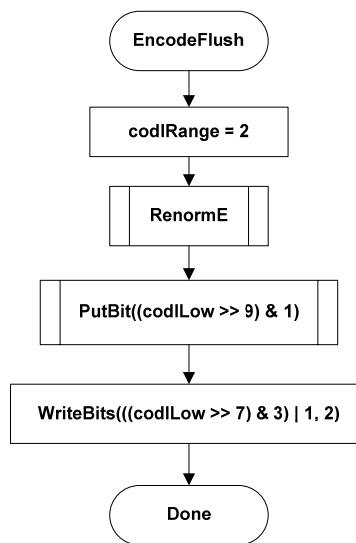 EncodeFlush
codIRange = 2
RenormE
PutBit((codILow >> 9) & 1)
WriteBits(((codILow >> 7) & 3) | 1, 2)
Done